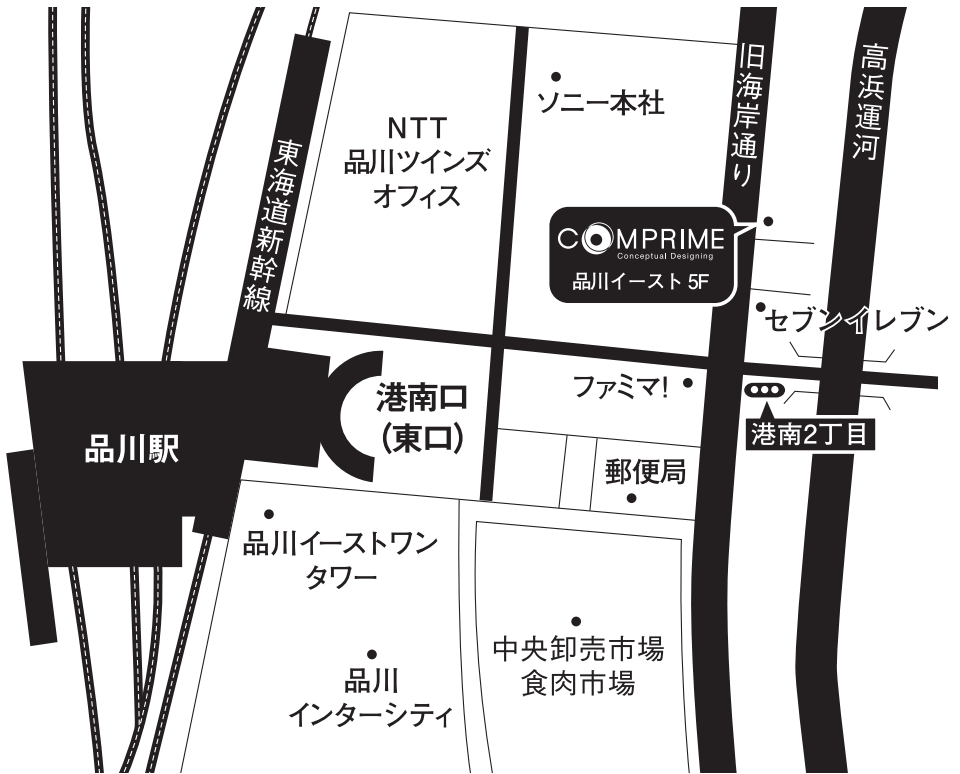 ソニー本社
旧海岸通り
高浜運河
NTT
品川ツインズ
オフィス
東海道新幹線
COMPRIME
Conceptual Designing
品川イースト 5F
セブンイレブン
ファミマ!
港南口
(東口)
港南2丁目
品川駅
郵便局
品川イーストワン
タワー
中央卸売市場
食肉市場
品川
インターシティ